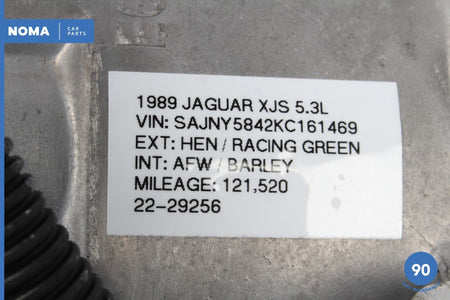 NOMA CAR PARTS
1989 JAGUAR XJS 5.3L
VIN: SAJNY5842KC161469
EXT: HEN / RACING GREEN
INT: AFW / BARLEY
MILEAGE: 121,520
22-29256
90